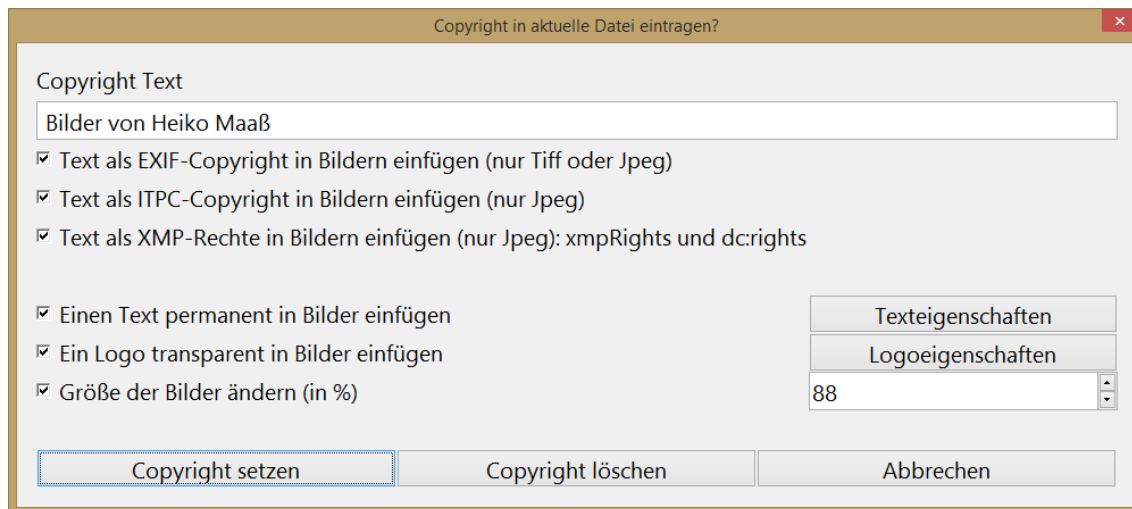 Copyright in aktuelle Datei eintragen?
Copyright Text
Bilder von Heiko Maaß
Text als EXIF-Copyright in Bildern einfügen (nur Tiff oder Jpeg)
Text als ITPC-Copyright in Bildern einfügen (nur Jpeg)
Text als XMP-Rechte in Bildern einfügen (nur Jpeg): xmpRights und dc:rights
Einen Text permanent in Bilder einfügen Texteigenschaften
Ein Logo transparent in Bilder einfügen Logoeigenschaften
Größe der Bilder ändern (in %) 88
Copyright setzen Copyright löschen Abbrechen